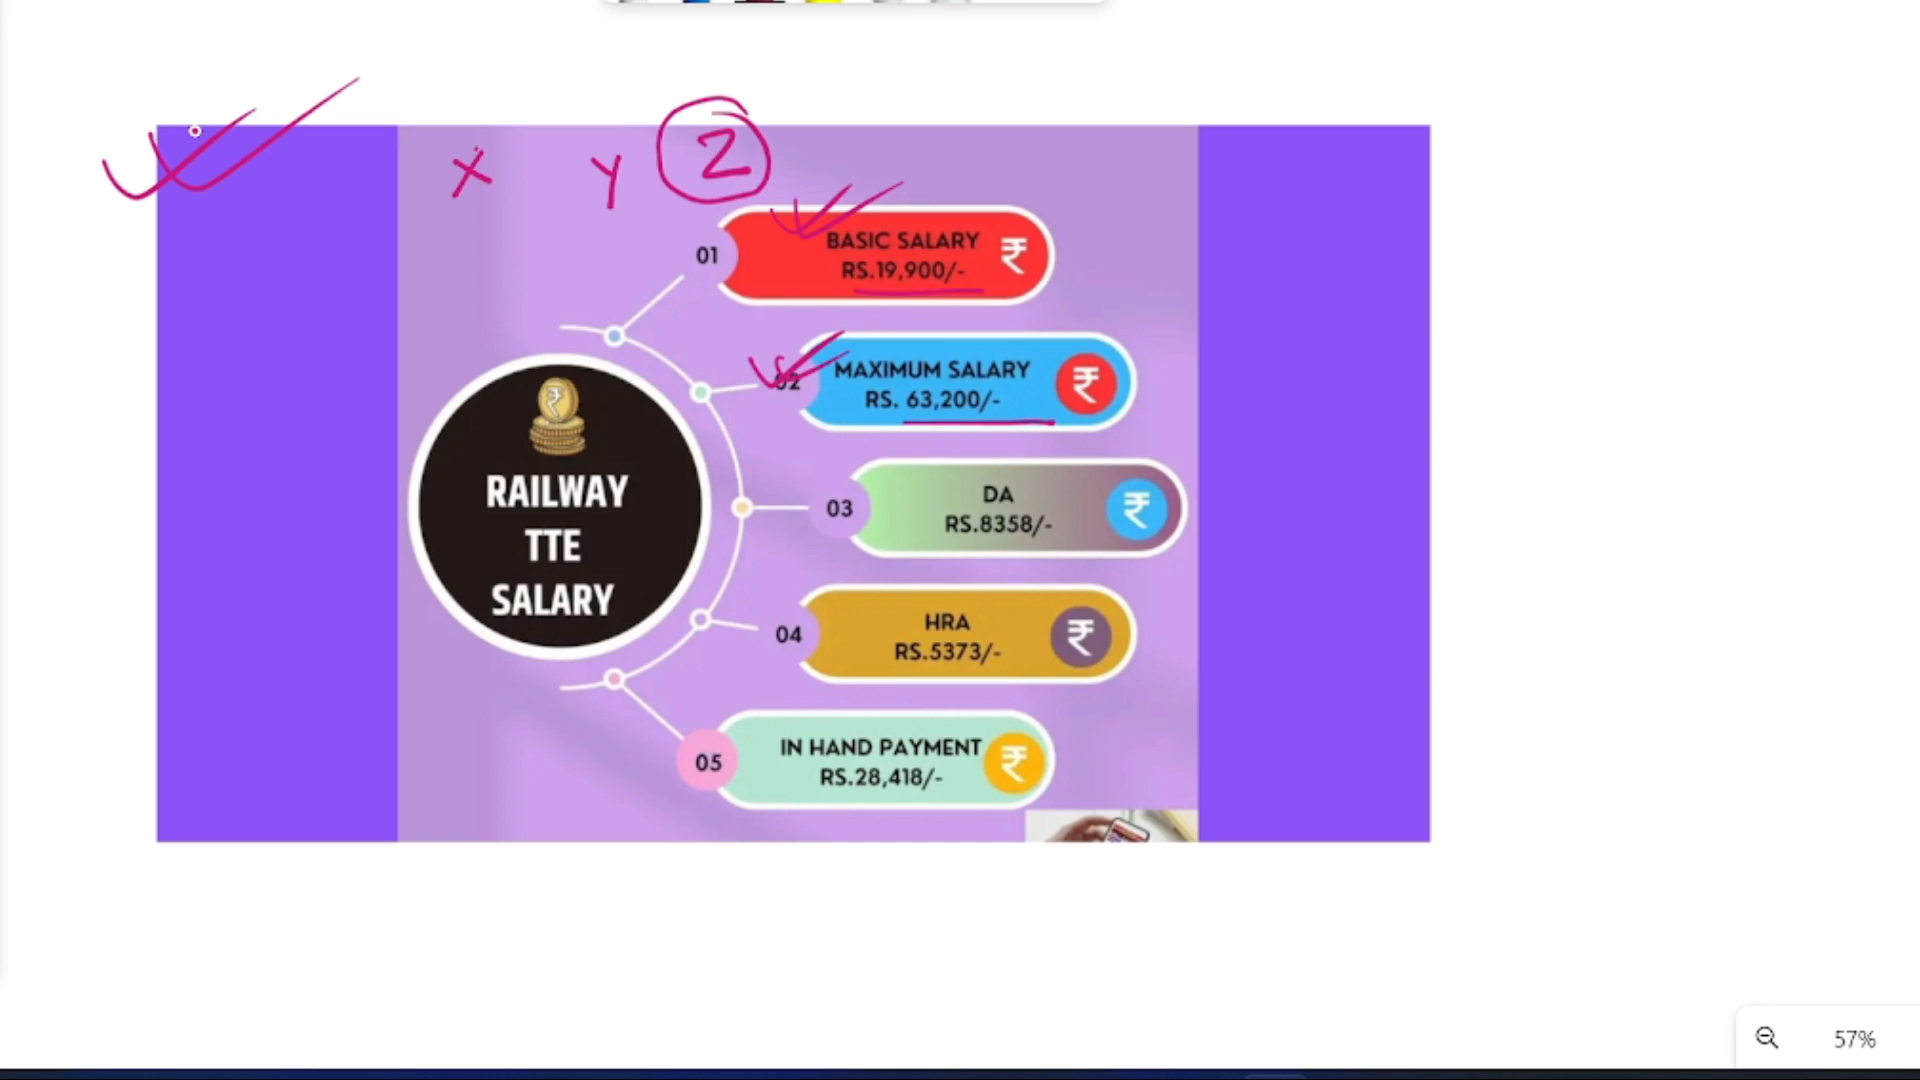 X Y Z
01
BASIC SALARY
RS.19,900/-
02
MAXIMUM SALARY
RS. 63,200/-
03
DA
RS.8358/-
04
HRA
RS.5373/-
05
IN HAND PAYMENT
RS.28,418/-
RAILWAY
TTE
SALARY
57%